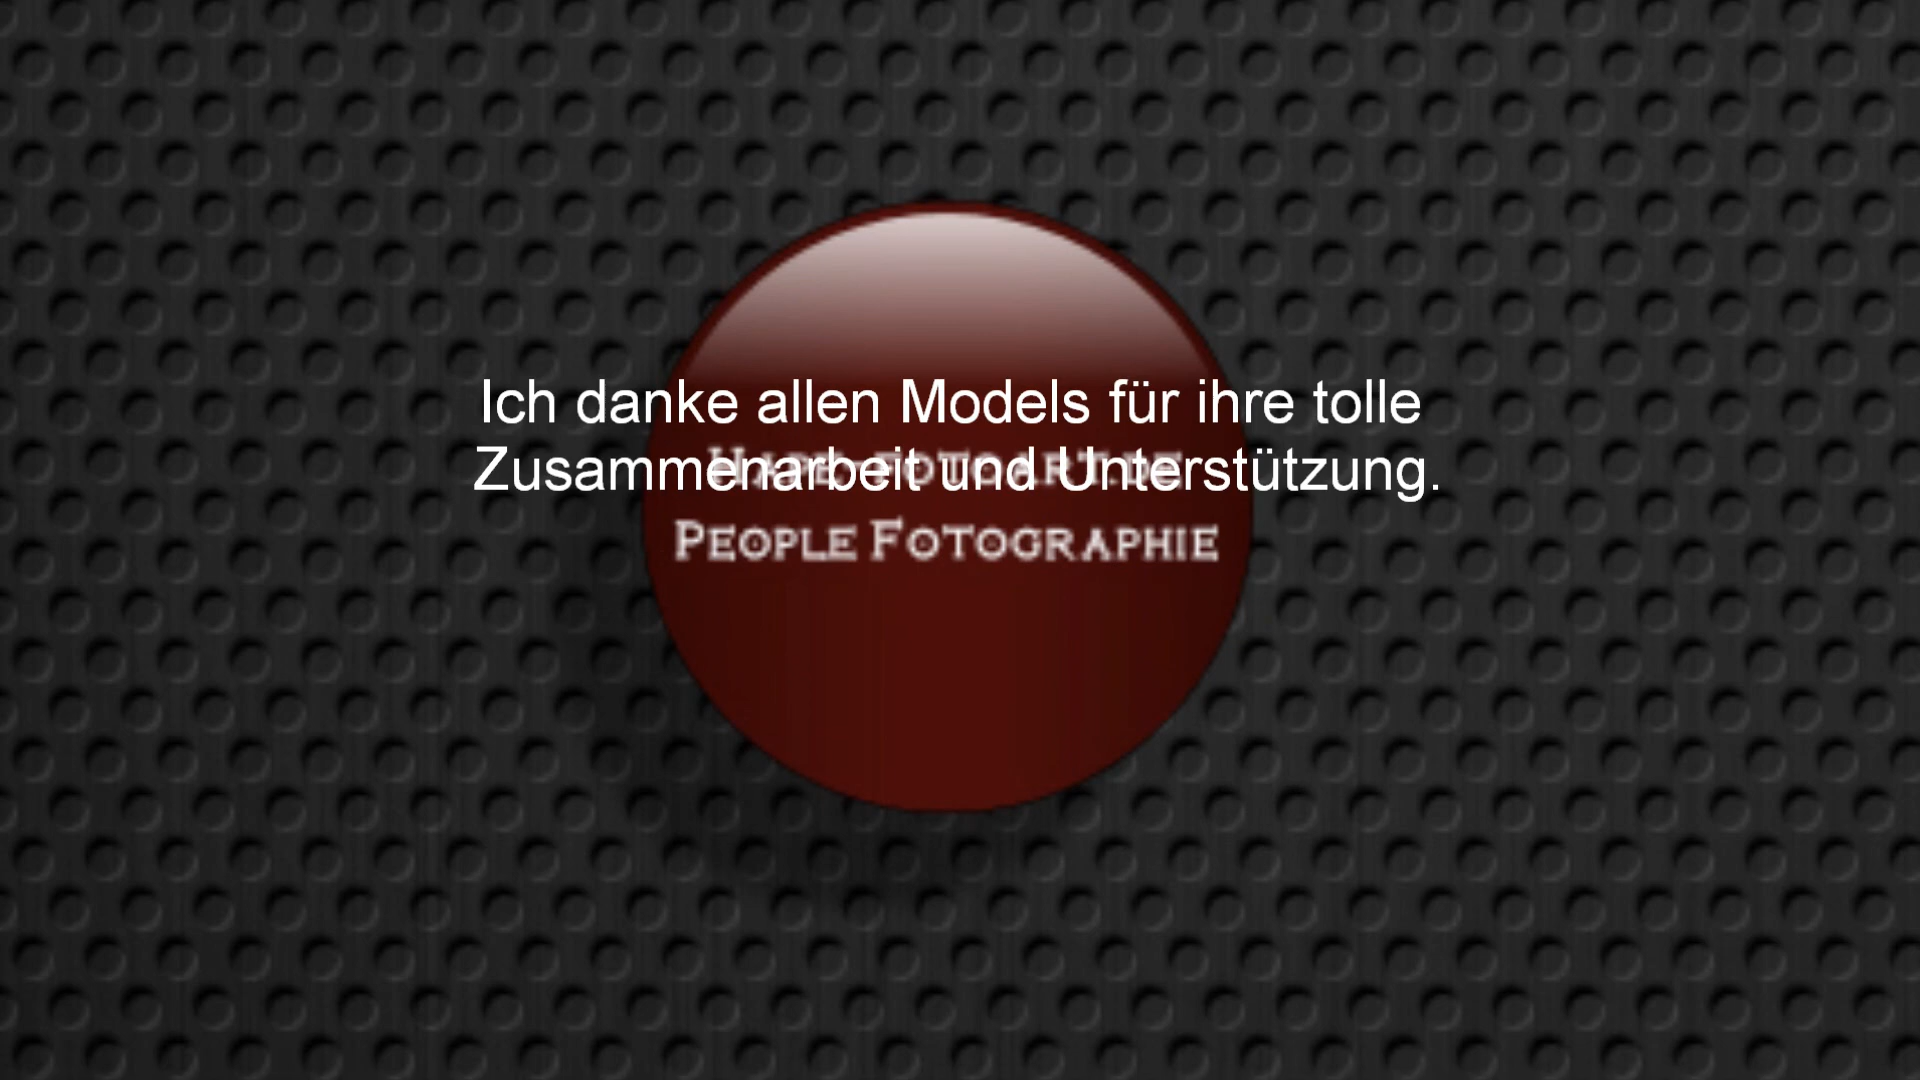 Ich danke allen Models für ihre tolle
Zusammenarbeit und Unterstützung.
People Fotographie